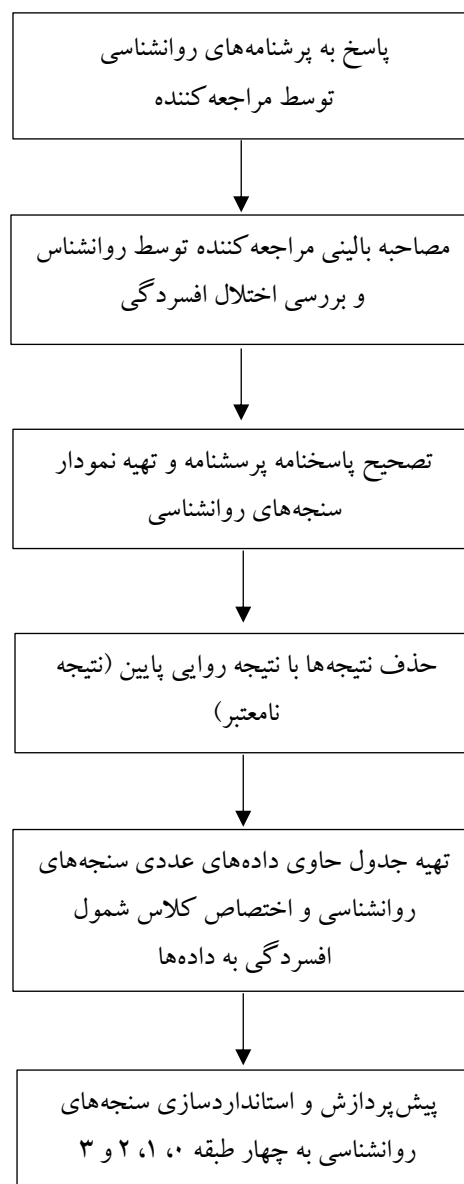 پاسخ به پرشنامه‌های روانشناسی
توسط مراجعه‌کننده
مصاحبه بالینی مراجعه‌کننده توسط روانشناس
و بررسی اختلال افسردگی
تصحیح پاسخنامه پرسشنامه و تهیه نمودار
سنجه‌های روانشناسی
حذف نتیجه‌ها با نتیجه روایی پایین (نتیجه
نامعتبر)
تهیه جدول حاوی داده‌های عددی سنجه‌های
روانشناسی و اختصاص کلاس شمول
افسردگی به داده‌ها
پیش‌پردازش و استانداردسازی سنجه‌های
روانشناسی به چهار طبقه ۰، ۱، ۲ و ۳